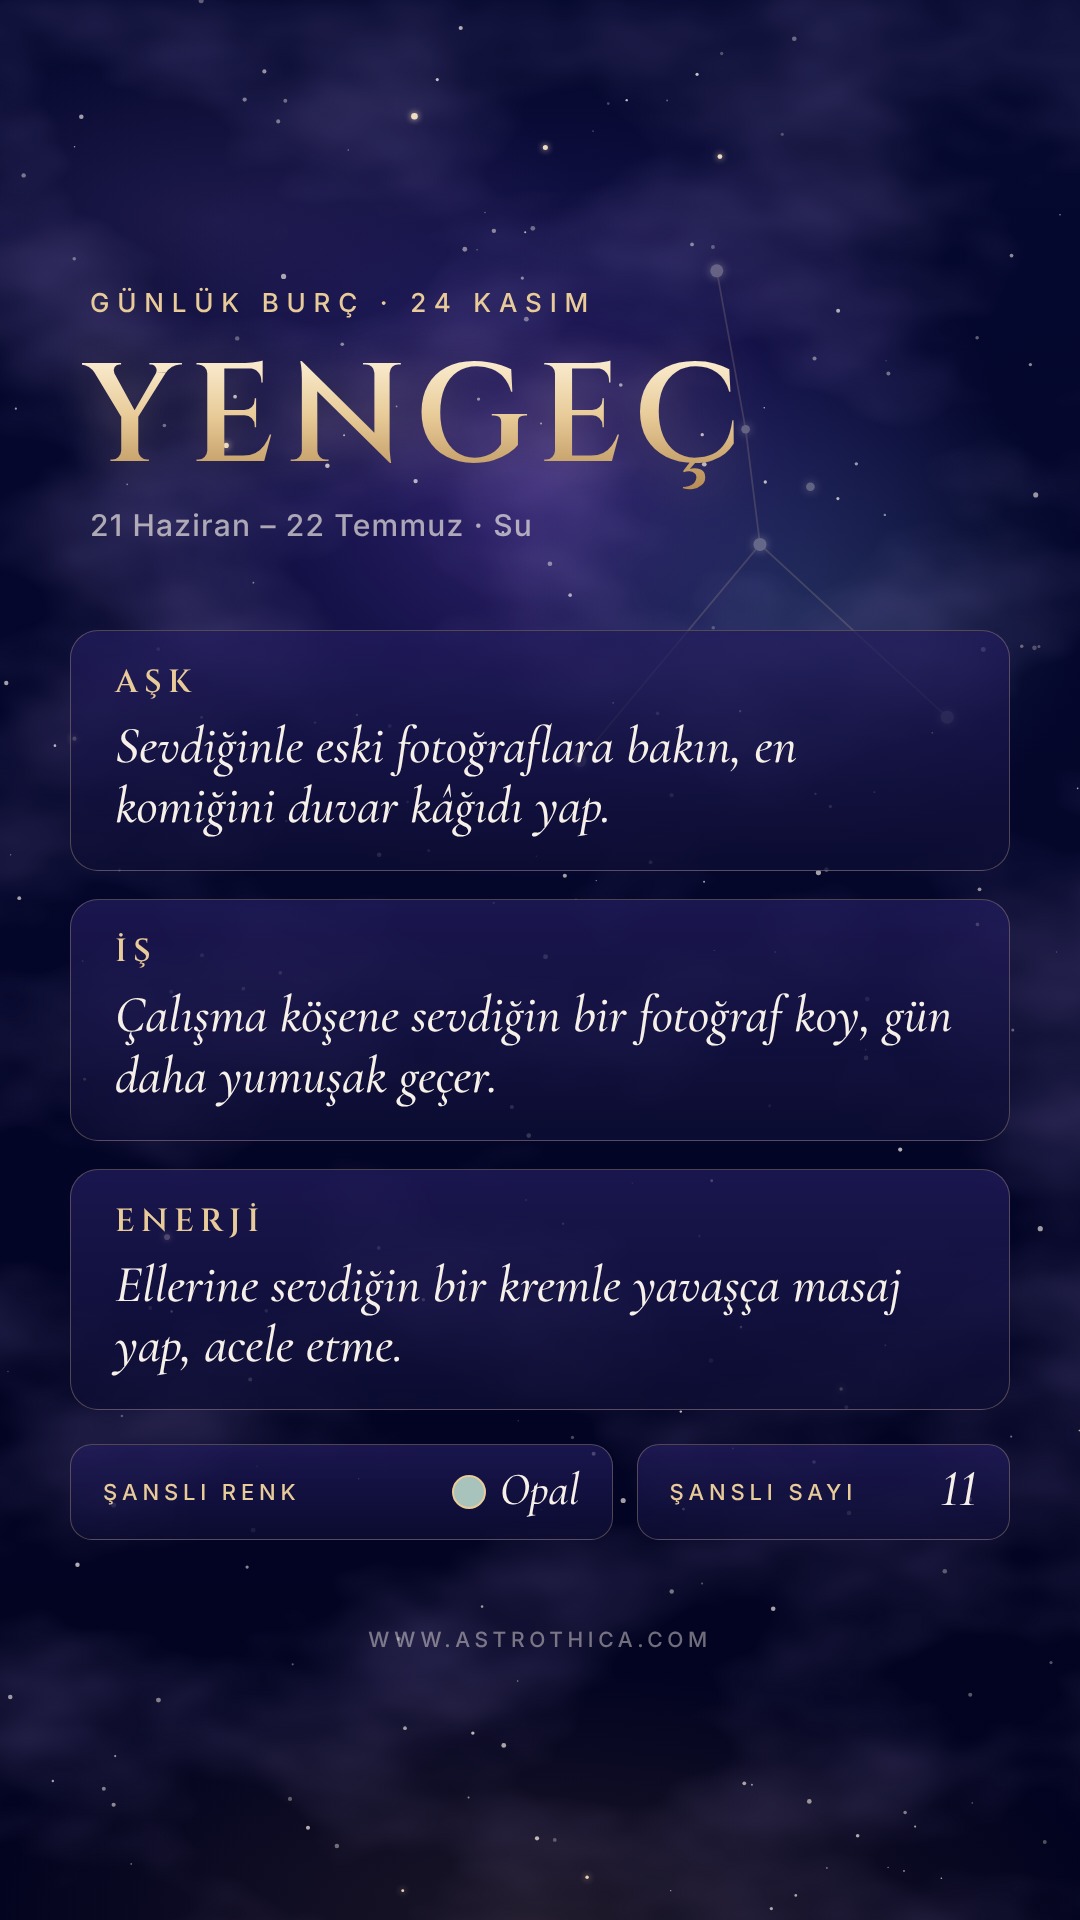 GÜNLÜK BURÇ · 24 KASIM
YENGEÇ
21 Haziran – 22 Temmuz · Su
AŞK
Sevdiğinle eski fotoğraflara bakın, en
komiğini duvar kâğıdı yap.
İŞ
Çalışma köşene sevdiğin bir fotoğraf koy, gün
daha yumuşak geçer.
ENERJİ
Ellerine sevdiğin bir kremle yavaşça masaj
yap, acele etme.
ŞANSLI RENK Opal
ŞANSLI SAYI 11
WWW.ASTROTHICA.COM